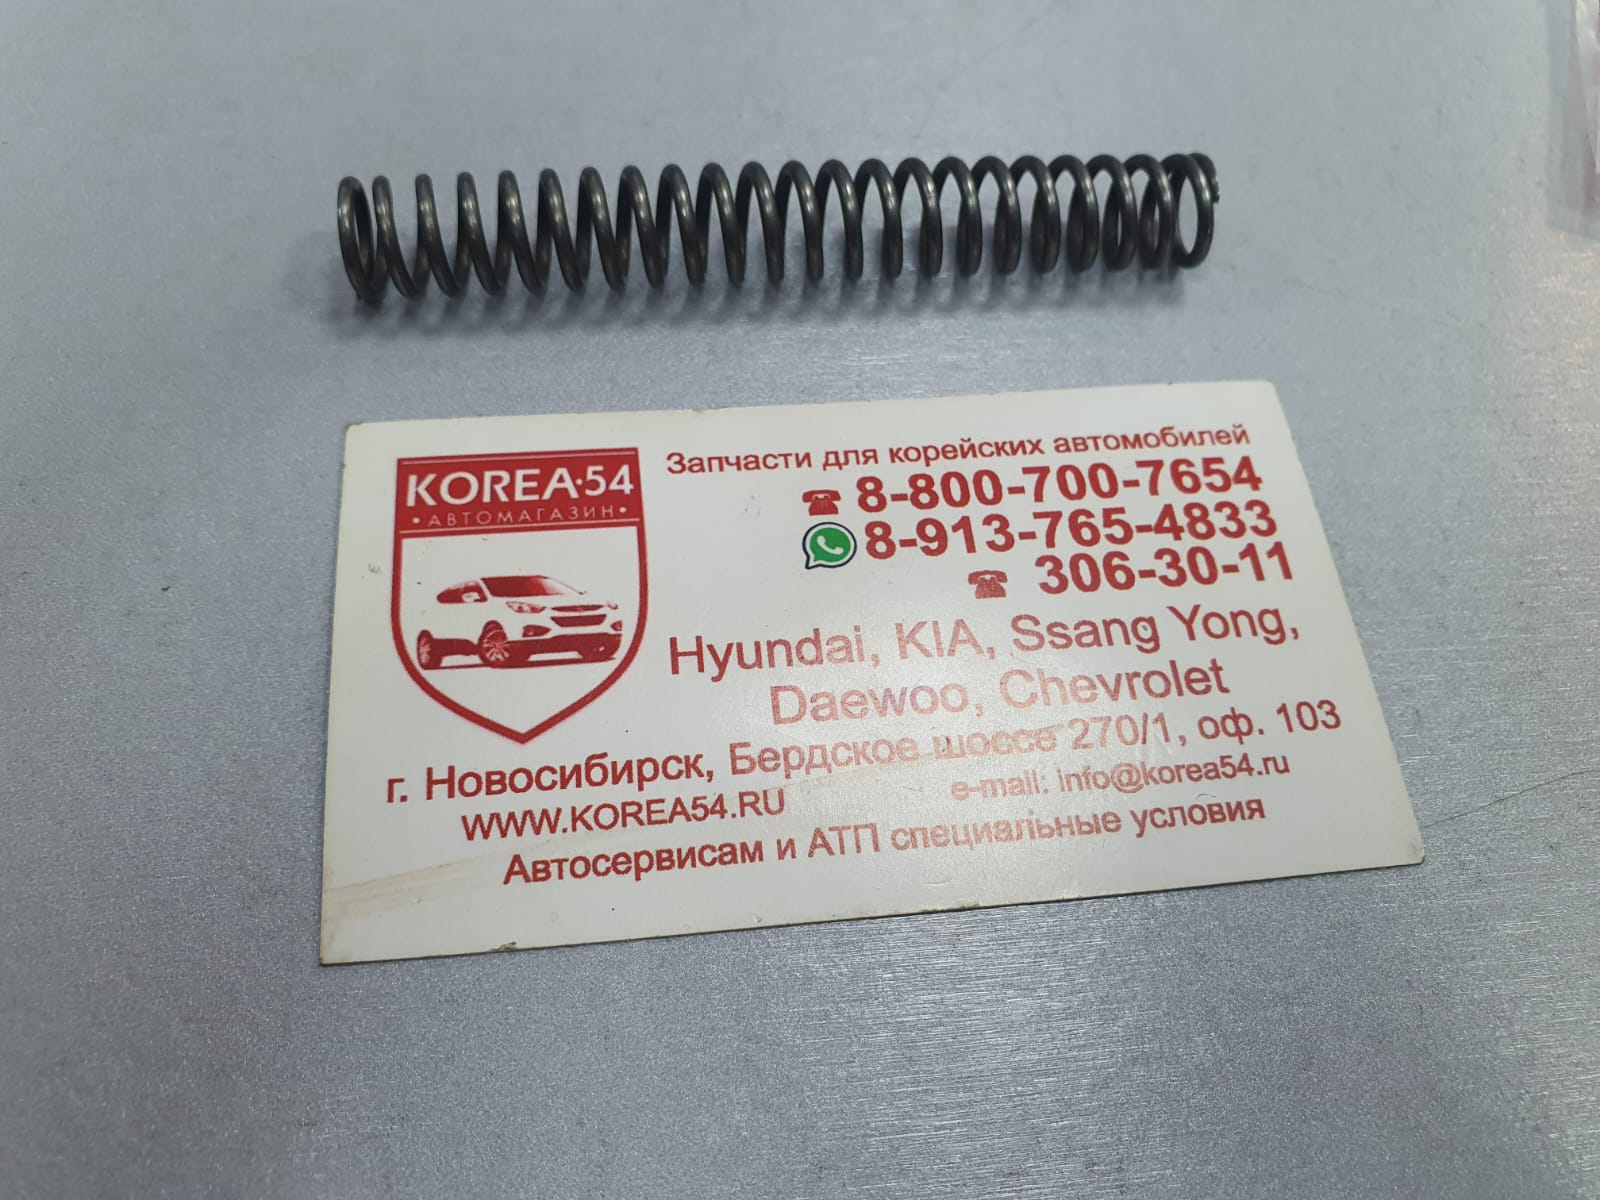 KOREA·54
• АВТОМАГАЗИН •
Запчасти для корейских автомобилей
8-800-700-7654
8-913-765-4833
306-30-11
Hyundai, KIA, Ssang Yong,
Daewoo, Chevrolet
г. Новосибирск, Бердское шоссе 270/1, оф. 103
WWW.KOREA54.RU e-mail: info@korea54.ru
Автосервисам и АТП специальные условия